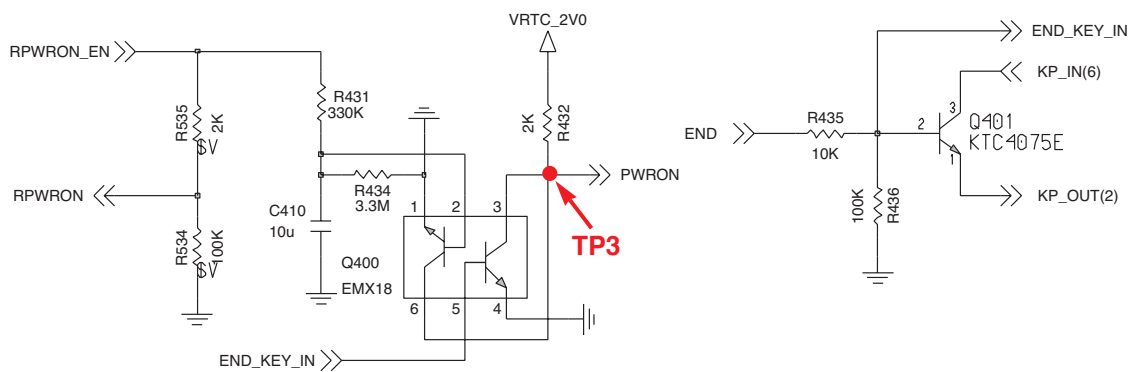 VRTC_2V0
RPWRON_EN
END_KEY_IN
R535
2K
$V
R431
330K
2K
R432
KP_IN(6)
3
Q401
KTC4075E
2
1
END
R435
10K
RPWRON
R434
3.3M
PWRON
TP3
100K
R436
KP_OUT(2)
R534
100K
$V
C410
10u
1
2
3
Q400
EMX18
6
5
4
END_KEY_IN